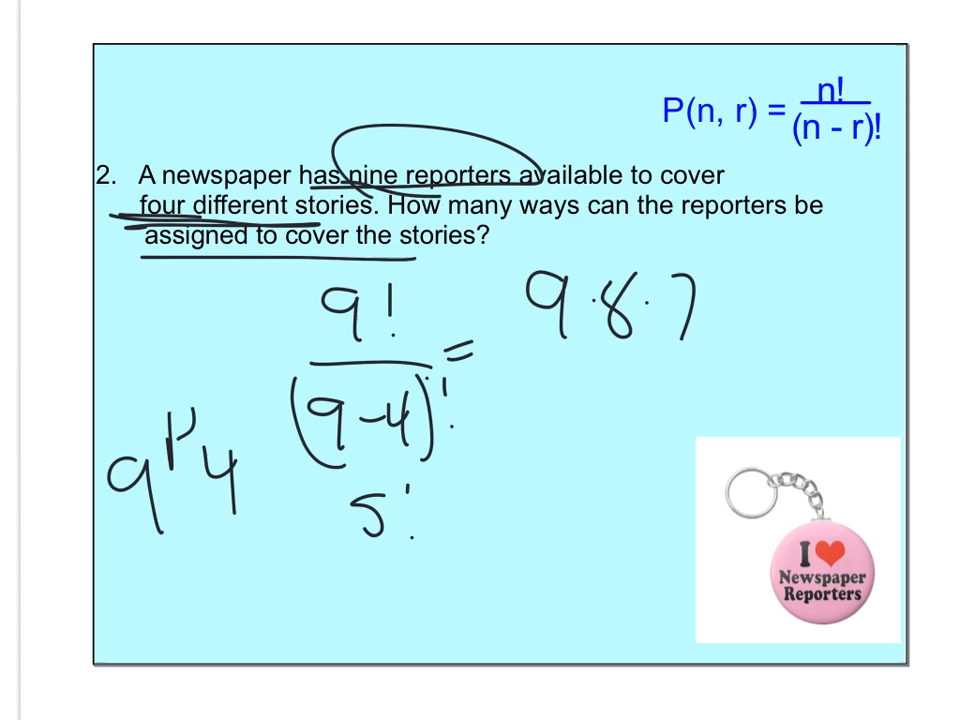 P(n, r) = n!
(n - r)!
2. A newspaper has nine reporters available to cover
four different stories. How many ways can the reporters be
assigned to cover the stories?
9!
(9-4)!
= 9·8·7
9P4
5!
I ❤ 
Newspaper
Reporters